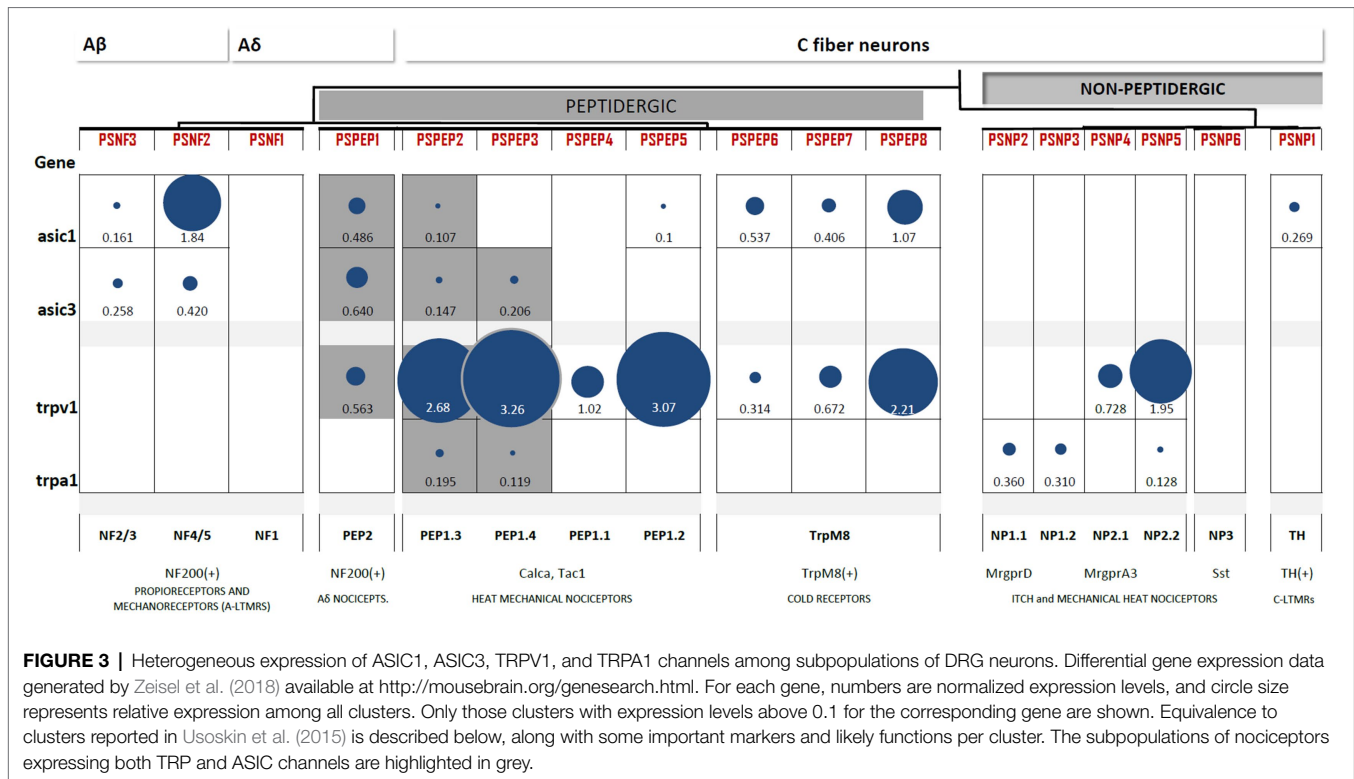 Aβ Aδ C fiber neurons
NON-PEPTIDERGIC
PEPTIDERGIC
PSNF3 PSNF2 PSNF1 PSPEP1 PSPEP2 PSPEP3 PSPEP4 PSPEP5 PSPEP6 PSPEP7 PSPEP8 PSNP2 PSNP3 PSNP4 PSNP5 PSNP6 PSNP1
Gene
asic1 0.161 1.84 0.486 0.107 0.1 0.537 0.406 1.07 0.269
asic3 0.258 0.420 0.640 0.147 0.206
trpv1 0.563 2.68 3.26 1.02 3.07 0.314 0.672 2.21 0.728 1.95
trpa1 0.195 0.119 0.360 0.310 0.128
NF2/3 NF4/5 NF1 PEP2 PEP1.3 PEP1.4 PEP1.1 PEP1.2 TrpM8 NP1.1 NP1.2 NP2.1 NP2.2 NP3 TH
NF200(+) NF200(+) Calca, Tac1 TrpM8(+) MrgprD MrgprA3 Sst TH(+)
PROPIORECEPTORS AND
MECHANORECEPTORS (A-LTMRS)
Aδ NOCICEPTS. HEAT MECHANICAL NOCICEPTORS COLD RECEPTORS ITCH and MECHANICAL HEAT NOCICEPTORS C-LTMRs
FIGURE 3 | Heterogeneous expression of ASIC1, ASIC3, TRPV1, and TRPA1 channels among subpopulations of DRG neurons. Differential gene expression data
generated by Zeisel et al. (2018) available at http://mousebrain.org/genesearch.html. For each gene, numbers are normalized expression levels, and circle size
represents relative expression among all clusters. Only those clusters with expression levels above 0.1 for the corresponding gene are shown. Equivalence to
clusters reported in Usoskin et al. (2015) is described below, along with some important markers and likely functions per cluster. The subpopulations of nociceptors
expressing both TRP and ASIC channels are highlighted in grey.